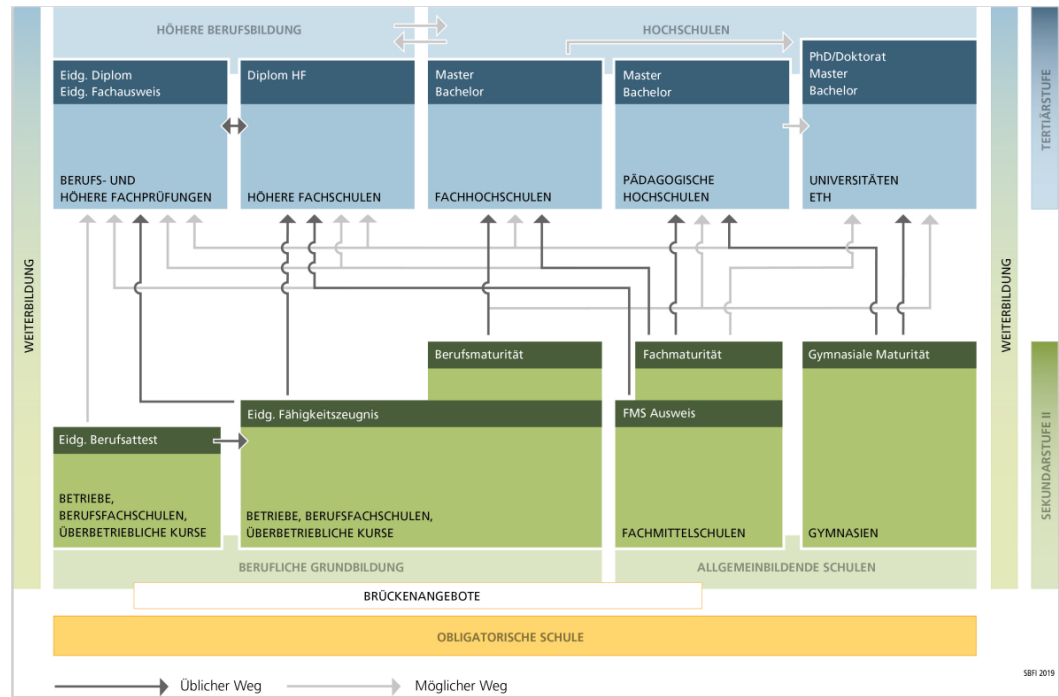 HÖHERE BERUFSBILDUNG
HOCHSCHULEN
Eidg. Diplom
Eidg. Fachausweis
Diplom HF
Master
Bachelor
Master
Bachelor
PhD/Doktorat
Master
Bachelor
BERUFS- UND
HÖHERE FACHPRÜFUNGEN
HÖHERE FACHSCHULEN
FACHHOCHSCHULEN
PÄDAGOGISCHE
HOCHSCHULEN
UNIVERSITÄTEN
ETH
TERTIÄRSTUFE
WEITERBILDUNG
WEITERBILDUNG
Berufsmaturität
Fachmaturität
Gymnasiale Maturität
Eidg. Fähigkeitszeugnis
FMS Ausweis
Eidg. Berufsattest
SEKUNDARSTUFE II
BETRIEBE,
BERUFSFACHSCHULEN,
ÜBERBETRIEBLICHE KURSE
BETRIEBE, BERUFSFACHSCHULEN,
ÜBERBETRIEBLICHE KURSE
FACHMITTELSCHULEN
GYMNASIEN
BERUFLICHE GRUNDBILDUNG
ALLGEMEINBILDENDE SCHULEN
BRÜCKENANGEBOTE
OBLIGATORISCHE SCHULE
SBFI 2019
Üblicher Weg
Möglicher Weg